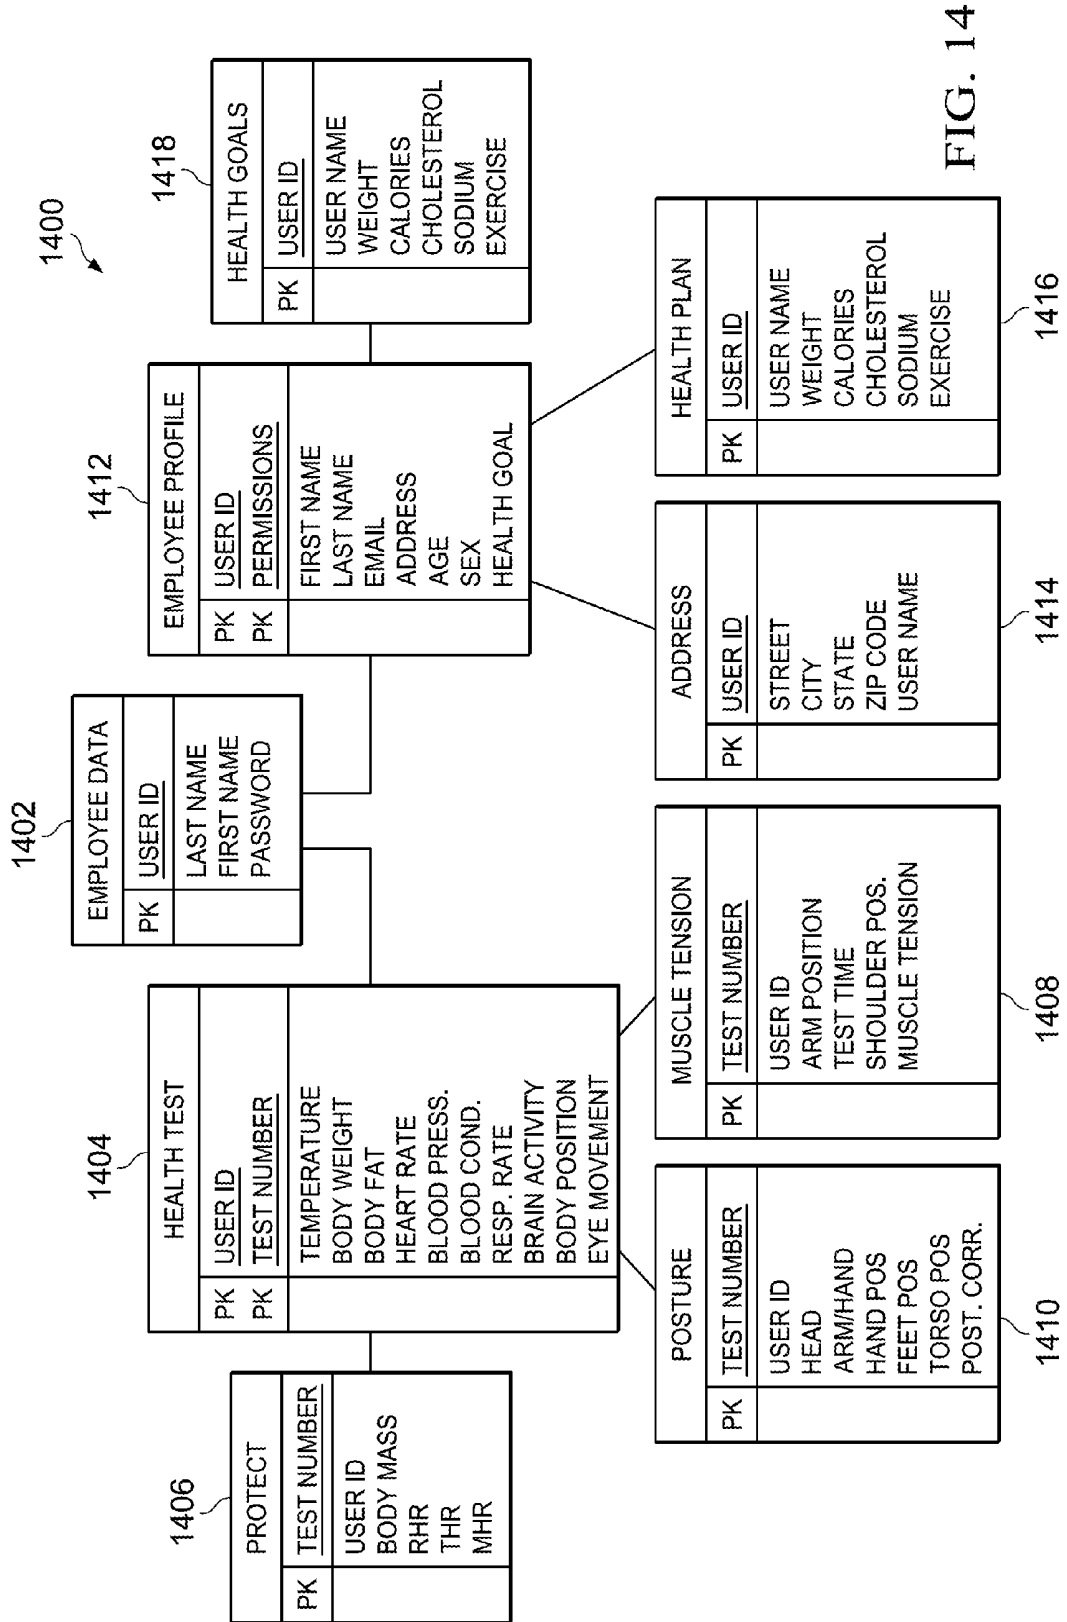 1400
1402
EMPLOYEE DATA
PK USER ID
LAST NAME
FIRST NAME
PASSWORD
1406
PROTECT
PK TEST NUMBER
USER ID
BODY MASS
RHR
THR
MHR
1404
HEALTH TEST
PK USER ID
PK TEST NUMBER
TEMPERATURE
BODY WEIGHT
BODY FAT
HEART RATE
BLOOD PRESS.
BLOOD COND.
RESP. RATE
BRAIN ACTIVITY
BODY POSITION
EYE MOVEMENT
1412
EMPLOYEE PROFILE
PK USER ID
PK PERMISSIONS
FIRST NAME
LAST NAME
EMAIL
ADDRESS
AGE
SEX
HEALTH GOAL
1418
HEALTH GOALS
PK USER ID
USER NAME
WEIGHT
CALORIES
CHOLESTEROL
SODIUM
EXERCISE
POSTURE
PK TEST NUMBER
USER ID
HEAD
ARM/HAND
HAND POS
FEET POS
TORSO POS
POST. CORR.
1410
MUSCLE TENSION
PK TEST NUMBER
USER ID
ARM POSITION
TEST TIME
SHOULDER POS.
MUSCLE TENSION
1408
ADDRESS
PK USER ID
STREET
CITY
STATE
ZIP CODE
USER NAME
1414
HEALTH PLAN
PK USER ID
USER NAME
WEIGHT
CALORIES
CHOLESTEROL
SODIUM
EXERCISE
1416
FIG. 14